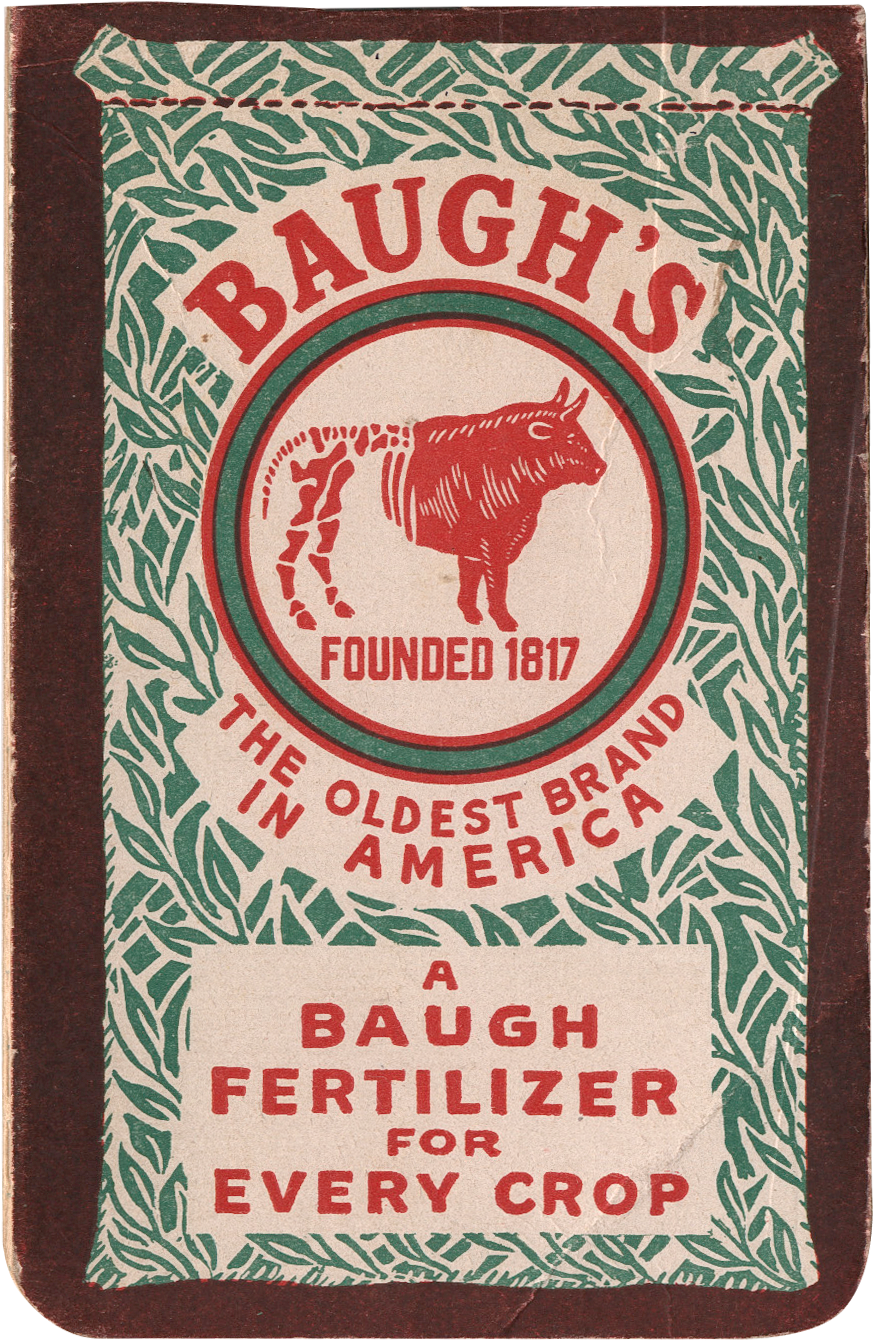 BAUGH'S
FOUNDED 1817
THE OLDEST BRAND
IN AMERICA
A
BAUGH
FERTILIZER
FOR
EVERY CROP